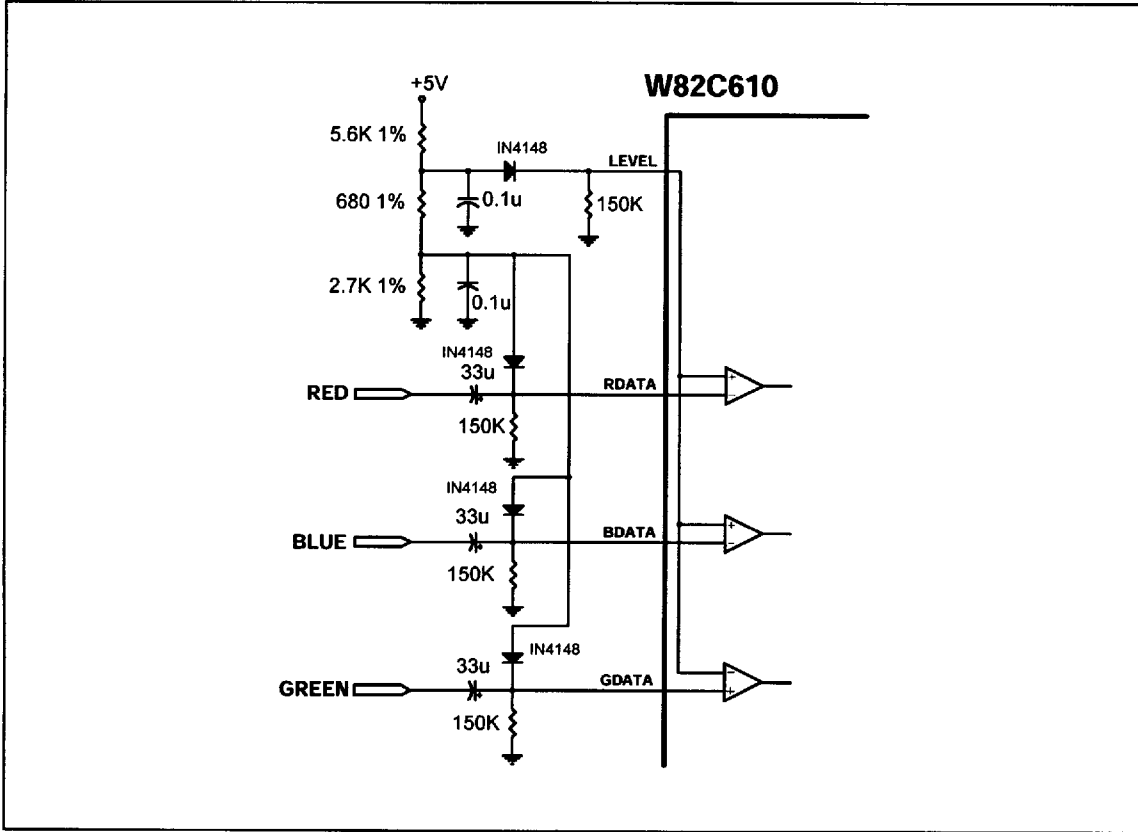 W82C610
+5V
5.6K 1%
IN4148
LEVEL
680 1%
0.1u
150K
2.7K 1%
0.1u
IN4148
33u
RED
RDATA
+
-
150K
IN4148
33u
BLUE
BDATA
+
-
150K
IN4148
33u
GREEN
GDATA
-
+
150K